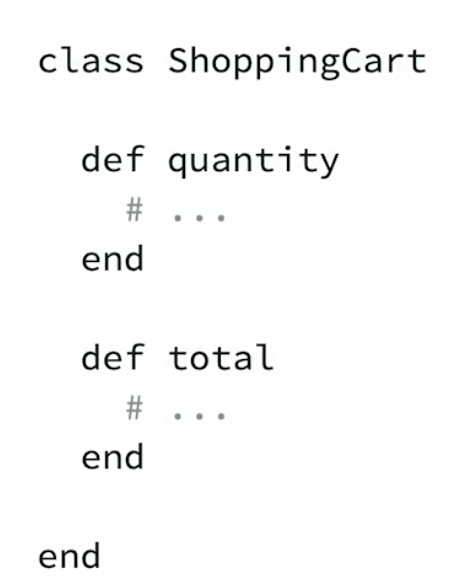 class ShoppingCart
def quantity
# ...
end
def total
# ...
end
end